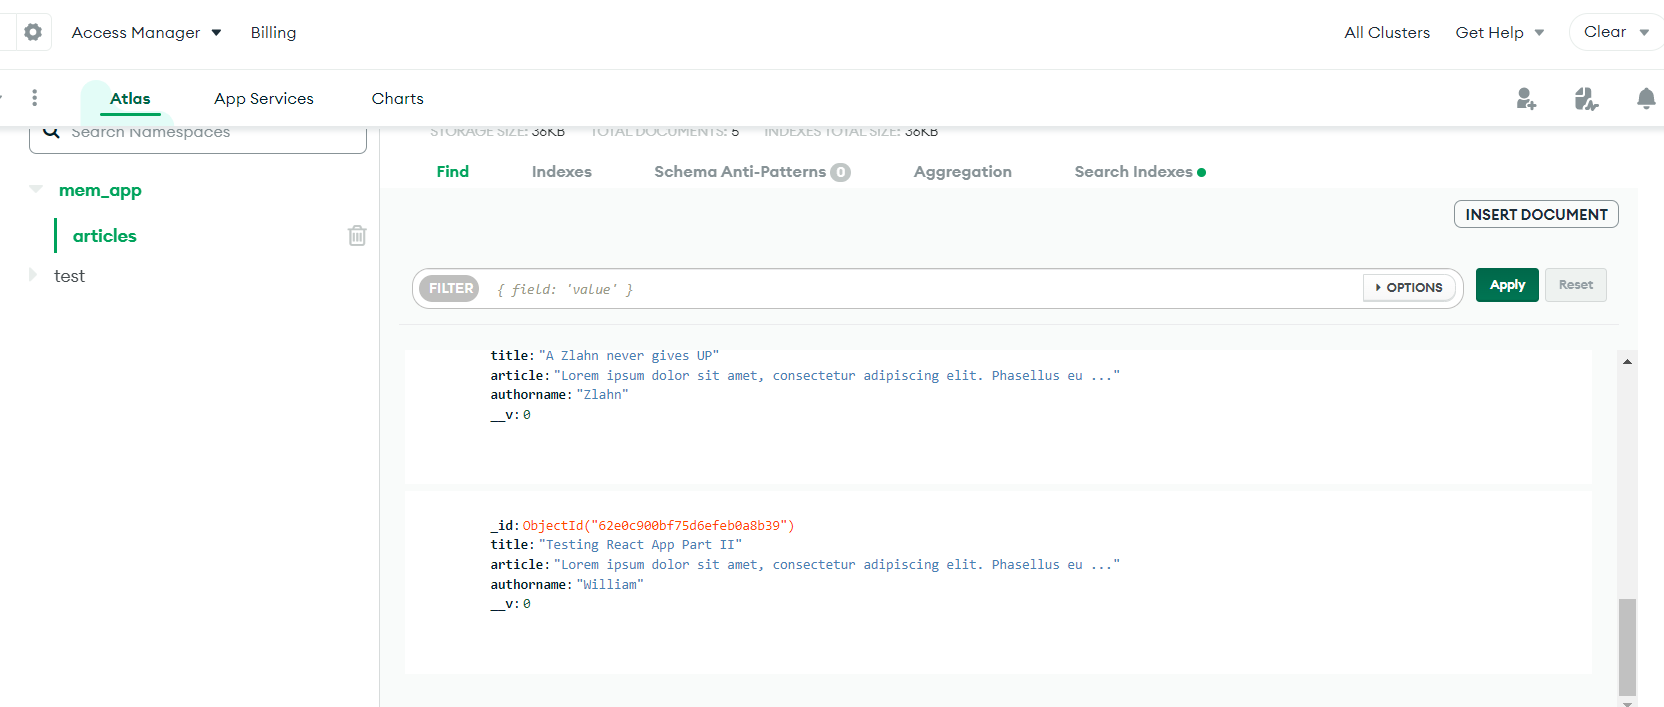 Access Manager
Billing
All Clusters
Get Help
Clear
Atlas
App Services
Charts
Search Namespaces
mem_app
articles
test
STORAGE SIZE: 36KB TOTAL DOCUMENTS: 5 INDEXES TOTAL SIZE: 36KB
Find
Indexes
Schema Anti-Patterns 0
Aggregation
Search Indexes
INSERT DOCUMENT
FILTER { field: 'value' }
OPTIONS
Apply
Reset
title: "A Zlahn never gives UP"
article: "Lorem ipsum dolor sit amet, consectetur adipiscing elit. Phasellus eu ..."
authorname: "Zlahn"
__v: 0
_id: ObjectId("62e0c900bf75d6efeb0a8b39")
title: "Testing React App Part II"
article: "Lorem ipsum dolor sit amet, consectetur adipiscing elit. Phasellus eu ..."
authorname: "William"
__v: 0